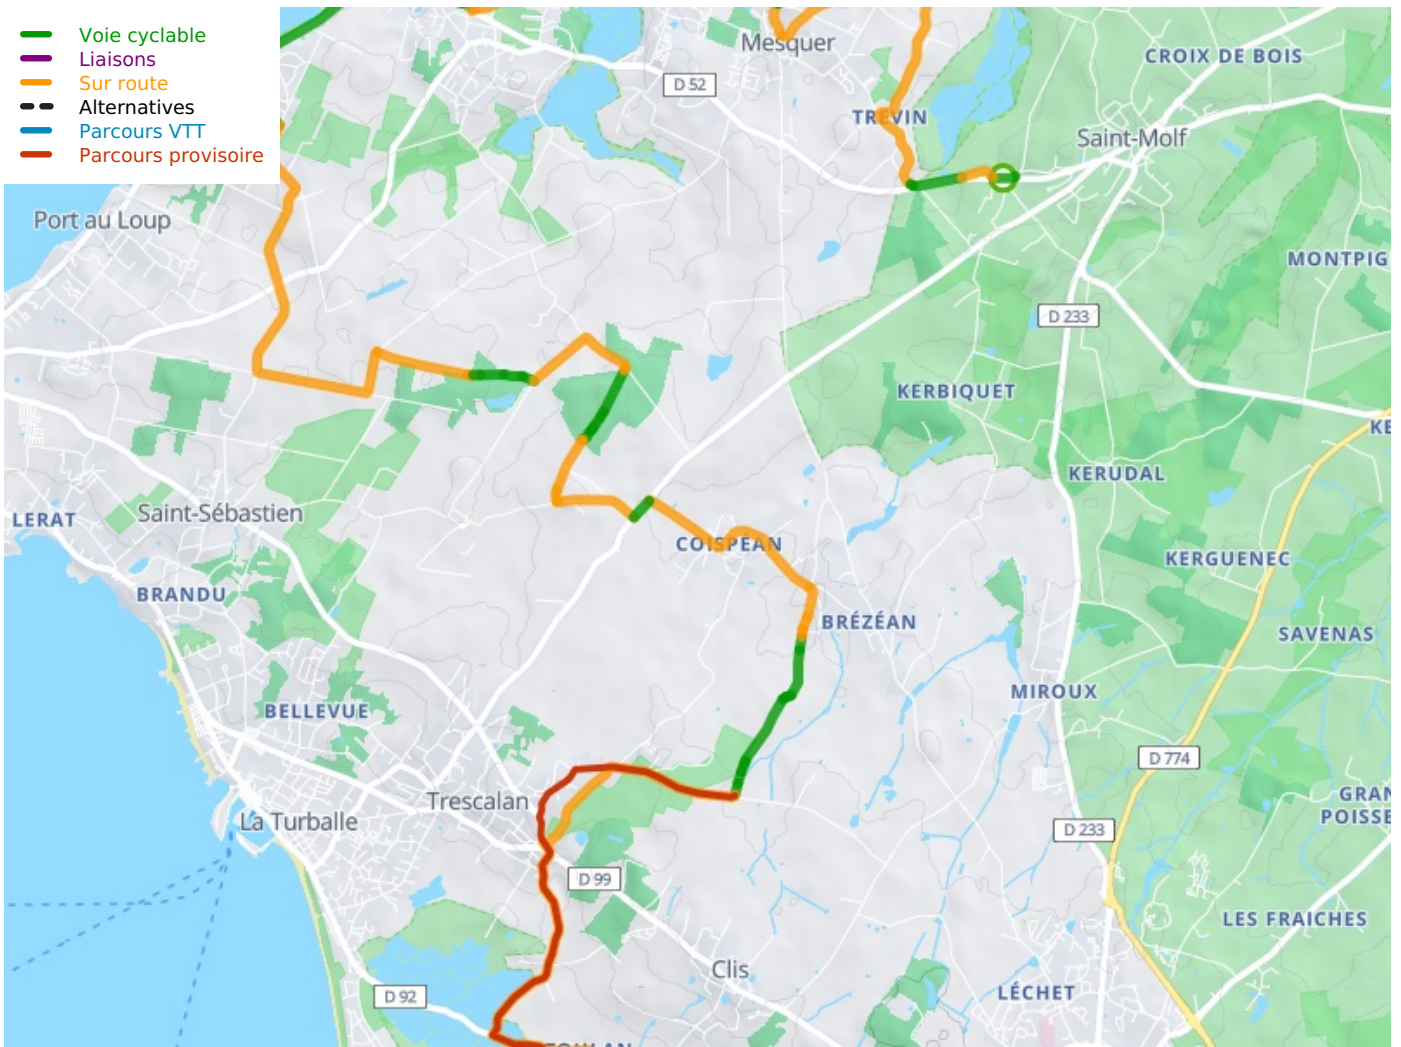 Voie cyclable
Liaisons
Sur route
Alternatives
Parcours VTT
Parcours provisoire
Mesquer
CROIX DE BOIS
D 52
TREVIN
Saint-Molf
Port au Loup
MONTPIG
D 233
KERBIQUET
KE
KERUDAL
LERAT
Saint-Sébastien
COISPEAN
KERGUENEC
BRANDU
BRÉZÉAN
SAVENAS
MIROUX
BELLEVUE
D 774
Trescalan
GRAN
POISSE
La Turballe
D 233
D 99
LES FRAICHES
Clis
D 92
LÉCHET